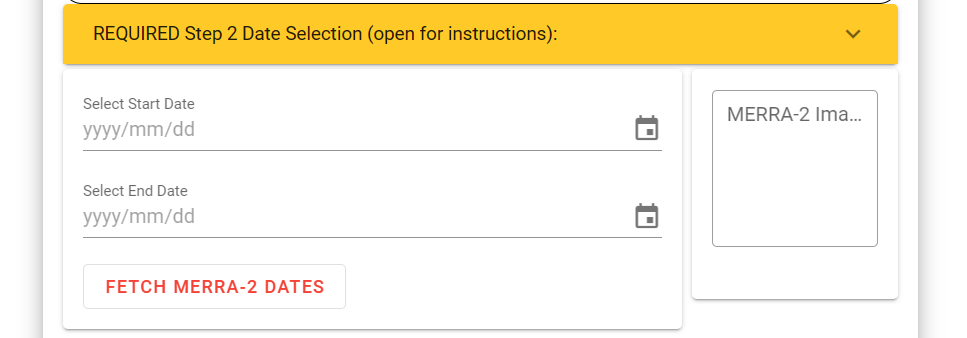 REQUIRED Step 2 Date Selection (open for instructions):
Select Start Date
yyyy/mm/dd
Select End Date
yyyy/mm/dd
FETCH MERRA-2 DATES
MERRA-2 Ima...